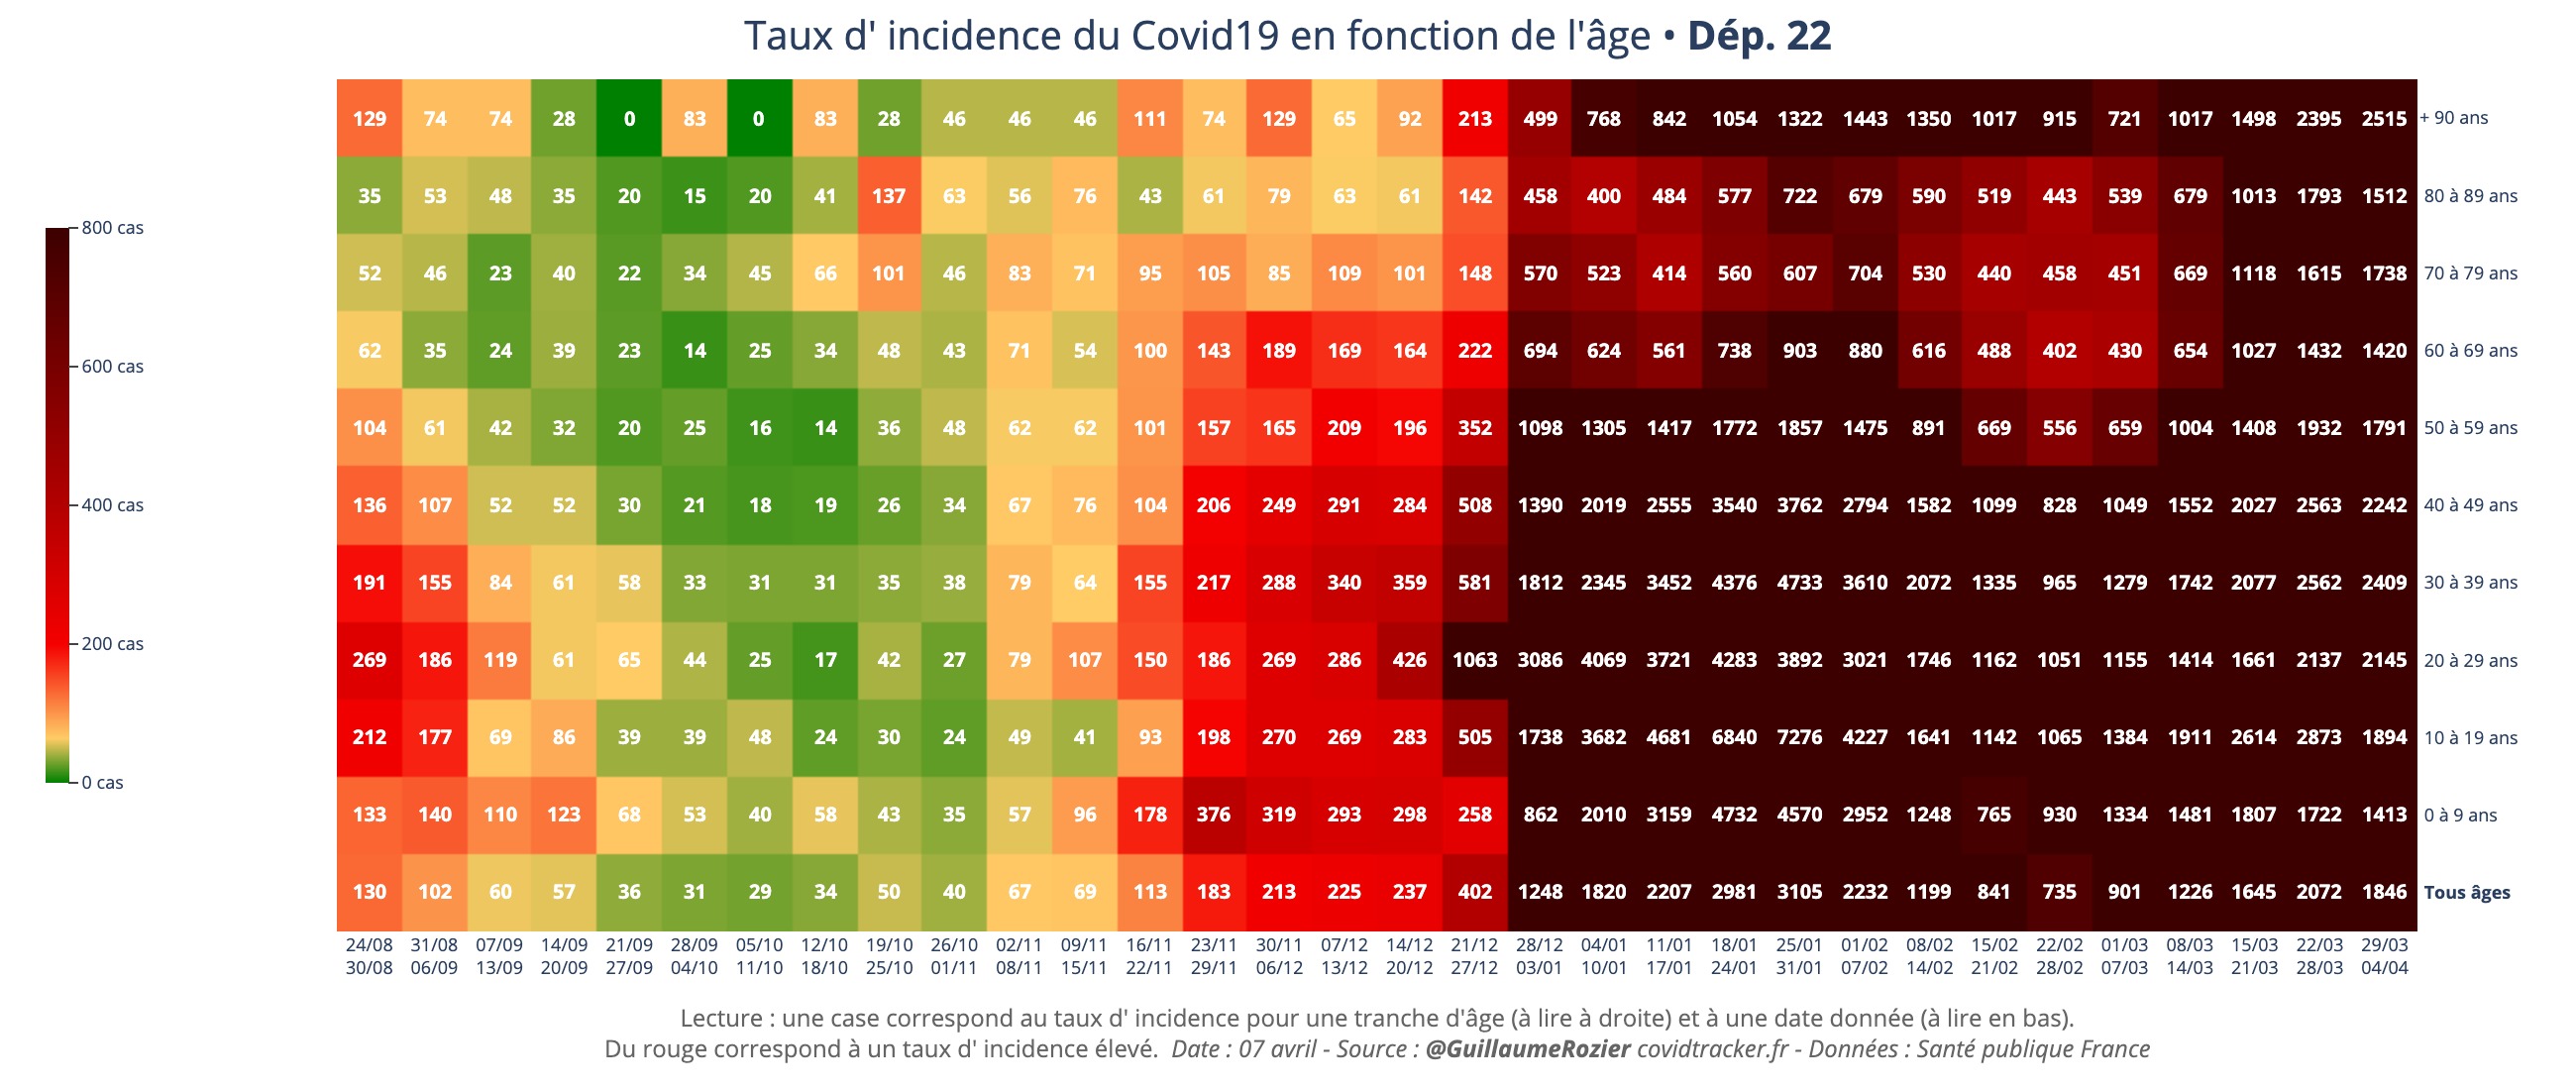 Taux d' incidence du Covid19 en fonction de l'âge • Dép. 22
129 74 74 28 0 83 0 83 28 46 46 46 111 74 129 65 92 213 499 768 842 1054 1322 1443 1350 1017 915 721 1017 1498 2395 2515 + 90 ans
35 53 48 35 20 15 20 41 137 63 56 76 43 61 79 63 61 142 458 400 484 577 722 679 590 519 443 539 679 1013 1793 1512 80 à 89 ans
800 cas
52 46 23 40 22 34 45 66 101 46 83 71 95 105 85 109 101 148 570 523 414 560 607 704 530 440 458 451 669 1118 1615 1738 70 à 79 ans
62 35 24 39 23 14 25 34 48 43 71 54 100 143 189 169 164 222 694 624 561 738 903 880 616 488 402 430 654 1027 1432 1420 60 à 69 ans
600 cas
104 61 42 32 20 25 16 14 36 48 62 62 101 157 165 209 196 352 1098 1305 1417 1772 1857 1475 891 669 556 659 1004 1408 1932 1791 50 à 59 ans
400 cas
136 107 52 52 30 21 18 19 26 34 67 76 104 206 249 291 284 508 1390 2019 2555 3540 3762 2794 1582 1099 828 1049 1552 2027 2563 2242 40 à 49 ans
191 155 84 61 58 33 31 31 35 38 79 64 155 217 288 340 359 581 1812 2345 3452 4376 4733 3610 2072 1335 965 1279 1742 2077 2562 2409 30 à 39 ans
200 cas
269 186 119 61 65 44 25 17 42 27 79 107 150 186 269 286 426 1063 3086 4069 3721 4283 3892 3021 1746 1162 1051 1155 1414 1661 2137 2145 20 à 29 ans
212 177 69 86 39 39 48 24 30 24 49 41 93 198 270 269 283 505 1738 3682 4681 6840 7276 4227 1641 1142 1065 1384 1911 2614 2873 1894 10 à 19 ans
0 cas
133 140 110 123 68 53 40 58 43 35 57 96 178 376 319 293 298 258 862 2010 3159 4732 4570 2952 1248 765 930 1334 1481 1807 1722 1413 0 à 9 ans
130 102 60 57 36 31 29 34 50 40 67 69 113 183 213 225 237 402 1248 1820 2207 2981 3105 2232 1199 841 735 901 1226 1645 2072 1846 Tous âges
24/08 31/08 07/09 14/09 21/09 28/09 05/10 12/10 19/10 26/10 02/11 09/11 16/11 23/11 30/11 07/12 14/12 21/12 28/12 04/01 11/01 18/01 25/01 01/02 08/02 15/02 22/02 01/03 08/03 15/03 22/03 29/03
30/08 06/09 13/09 20/09 27/09 04/10 11/10 18/10 25/10 01/11 08/11 15/11 22/11 29/11 06/12 13/12 20/12 27/12 03/01 10/01 17/01 24/01 31/01 07/02 14/02 21/02 28/02 07/03 14/03 21/03 28/03 04/04
Lecture : une case correspond au taux d' incidence pour une tranche d'âge (à lire à droite) et à une date donnée (à lire en bas).
Du rouge correspond à un taux d' incidence élevé. Date : 07 avril - Source : @GuillaumeRozier covidtracker.fr - Données : Santé publique France